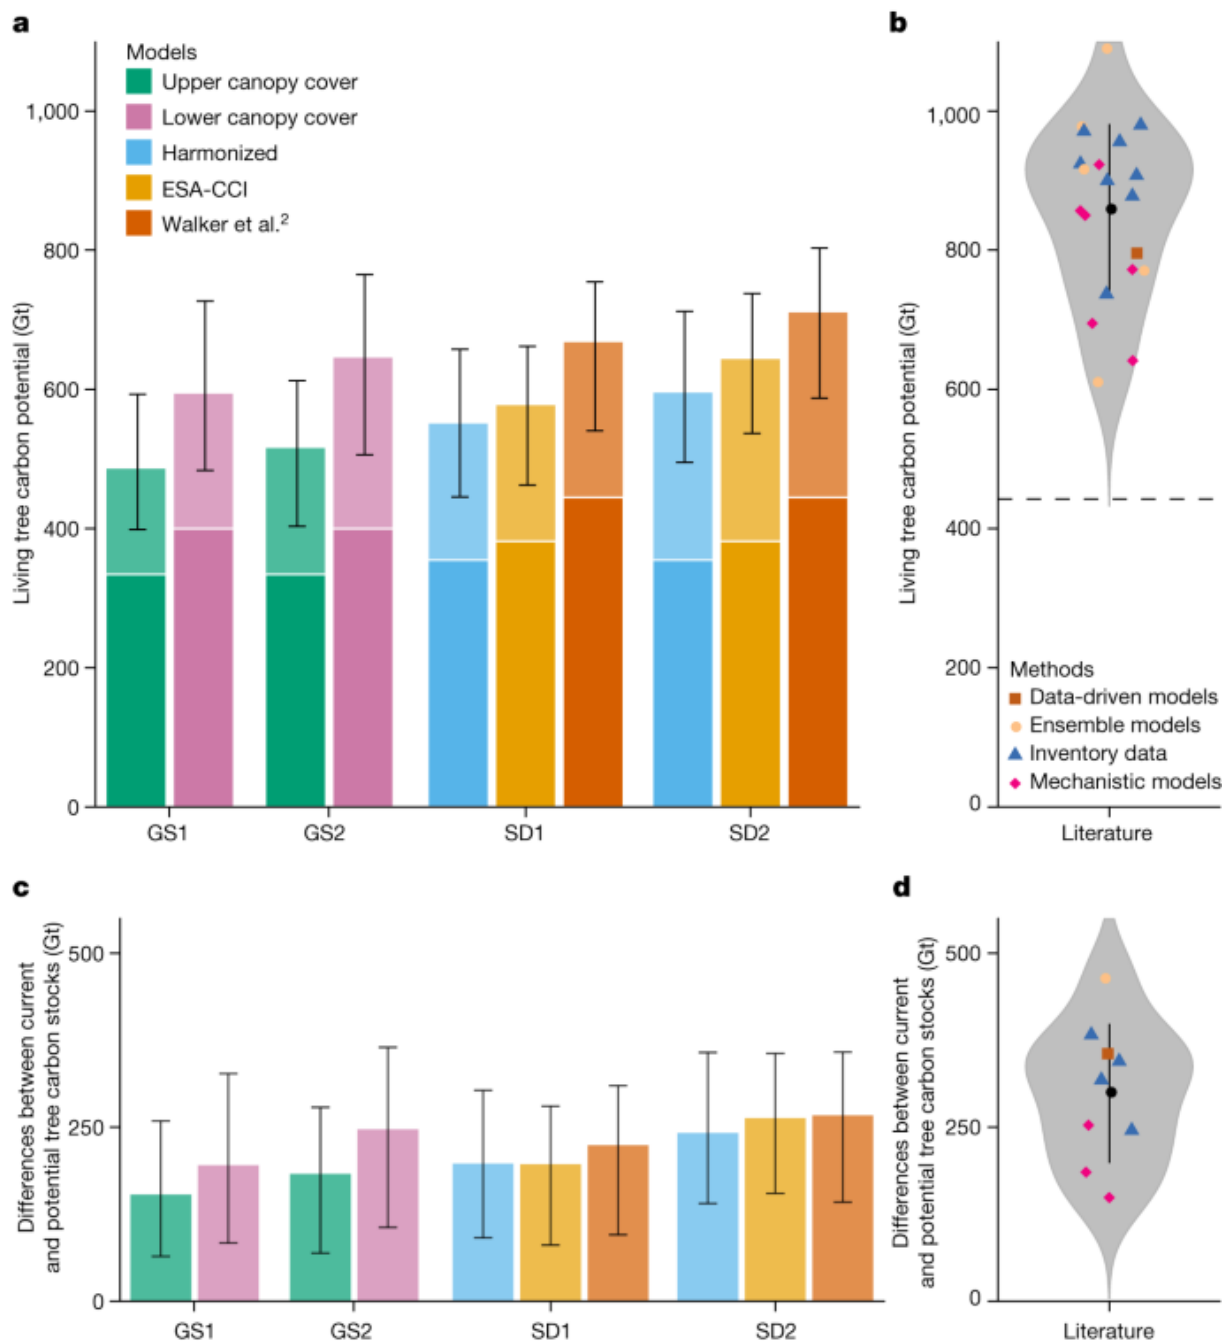 a
Models
Upper canopy cover
Lower canopy cover
Harmonized
ESA-CCI
Walker et al.²
Living tree carbon potential (Gt)
1,000
800
600
400
200
0
GS1
GS2
SD1
SD2
b
Living tree carbon potential (Gt)
1,000
800
600
400
200
0
Methods
Data-driven models
Ensemble models
Inventory data
Mechanistic models
Literature
c
Differences between current
and potential tree carbon stocks (Gt)
500
250
0
GS1
GS2
SD1
SD2
d
Differences between current
and potential tree carbon stocks (Gt)
500
250
0
Literature